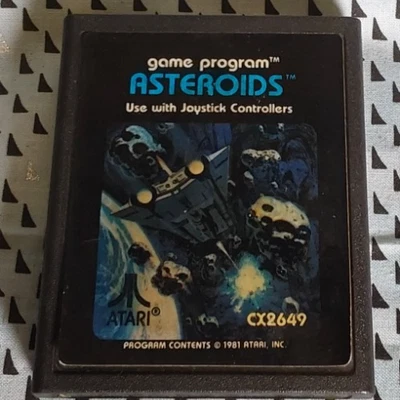 game program™
ASTEROIDS™
Use with Joystick Controllers
ATARI®
CX2649
PROGRAM CONTENTS © 1981 ATARI, INC.